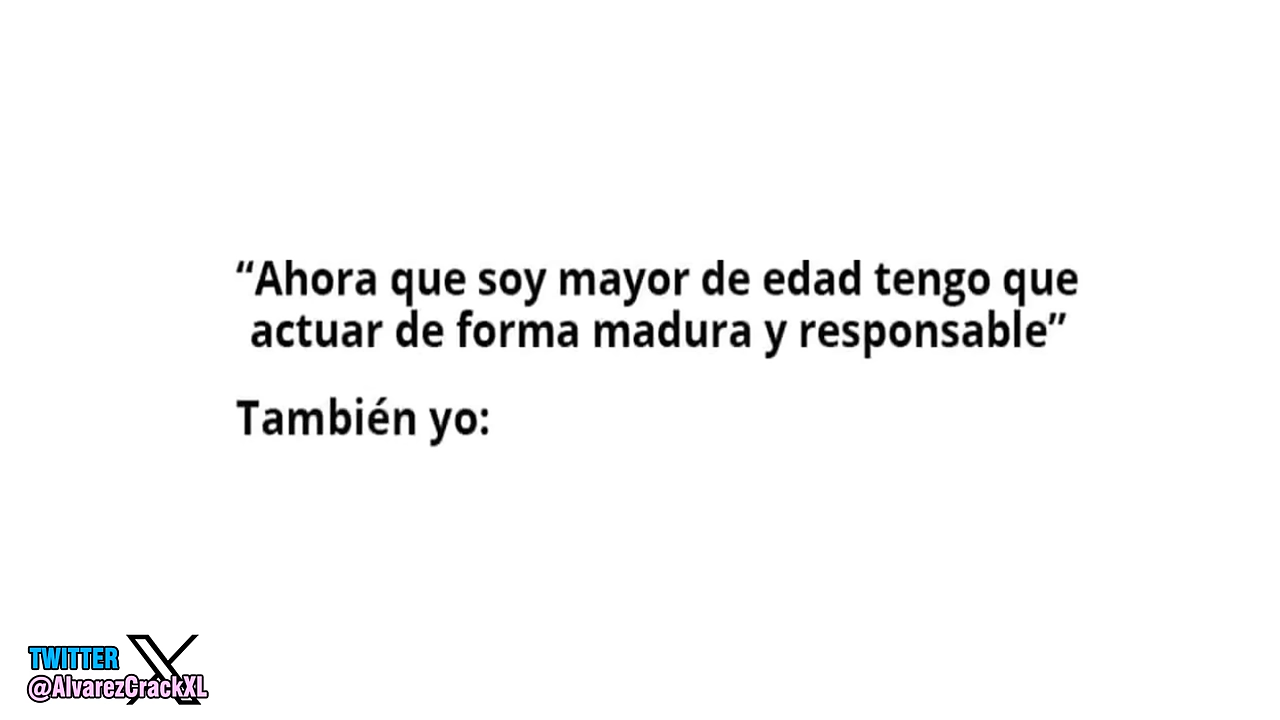 “Ahora que soy mayor de edad tengo que
actuar de forma madura y responsable”
También yo:
TWITTER X
@AlvarezCrackXL